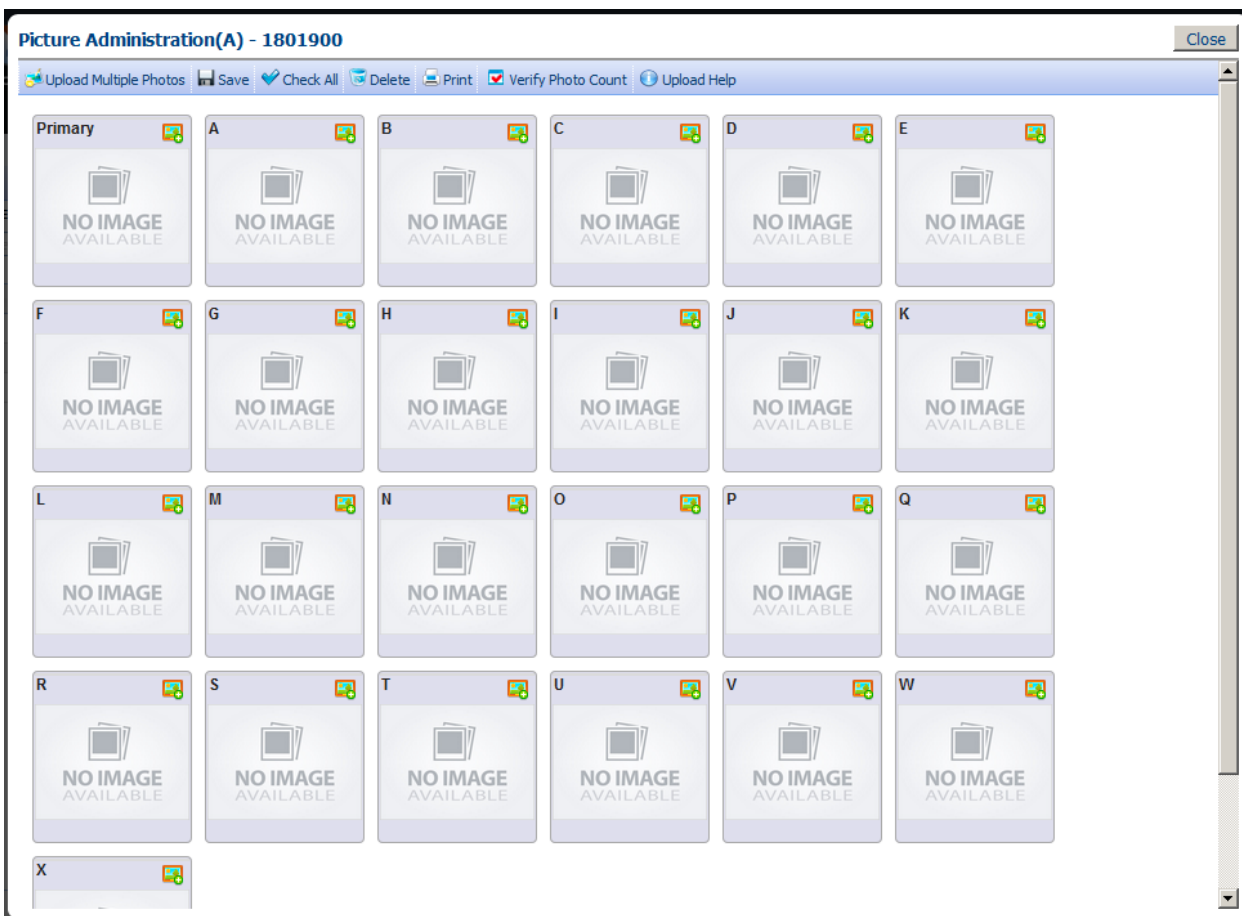 Picture Administration(A) - 1801900 Close
Upload Multiple Photos Save Check All Delete Print Verify Photo Count Upload Help
Primary A B C D E
NO IMAGE NO IMAGE NO IMAGE NO IMAGE NO IMAGE NO IMAGE
AVAILABLE AVAILABLE AVAILABLE AVAILABLE AVAILABLE AVAILABLE
F G H I J K
NO IMAGE NO IMAGE NO IMAGE NO IMAGE NO IMAGE NO IMAGE
AVAILABLE AVAILABLE AVAILABLE AVAILABLE AVAILABLE AVAILABLE
L M N O P Q
NO IMAGE NO IMAGE NO IMAGE NO IMAGE NO IMAGE NO IMAGE
AVAILABLE AVAILABLE AVAILABLE AVAILABLE AVAILABLE AVAILABLE
R S T U V W
NO IMAGE NO IMAGE NO IMAGE NO IMAGE NO IMAGE NO IMAGE
AVAILABLE AVAILABLE AVAILABLE AVAILABLE AVAILABLE AVAILABLE
X